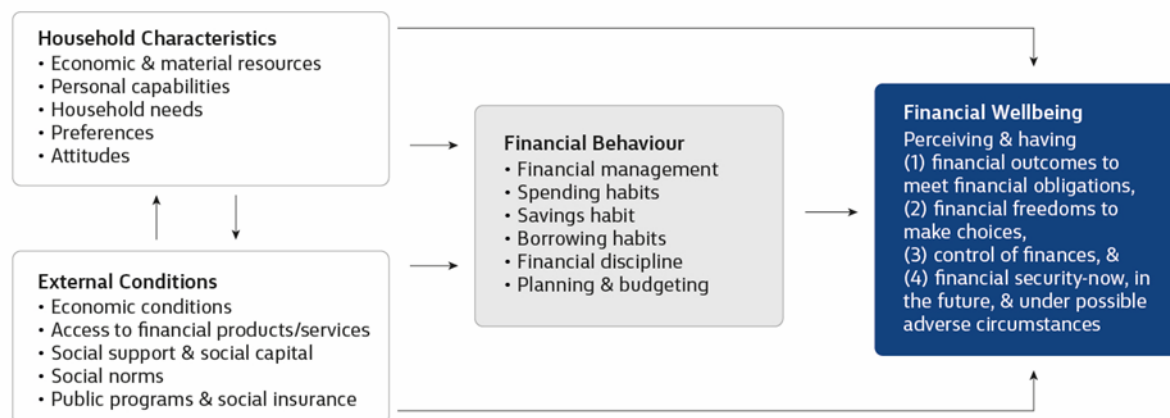 Household Characteristics
• Economic & material resources
• Personal capabilities
• Household needs
• Preferences
• Attitudes
External Conditions
• Economic conditions
• Access to financial products/services
• Social support & social capital
• Social norms
• Public programs & social insurance
Financial Behaviour
• Financial management
• Spending habits
• Savings habit
• Borrowing habits
• Financial discipline
• Planning & budgeting
Financial Wellbeing
Perceiving & having
(1) financial outcomes to
meet financial obligations,
(2) financial freedoms to
make choices,
(3) control of finances, &
(4) financial security-now, in
the future, & under possible
adverse circumstances